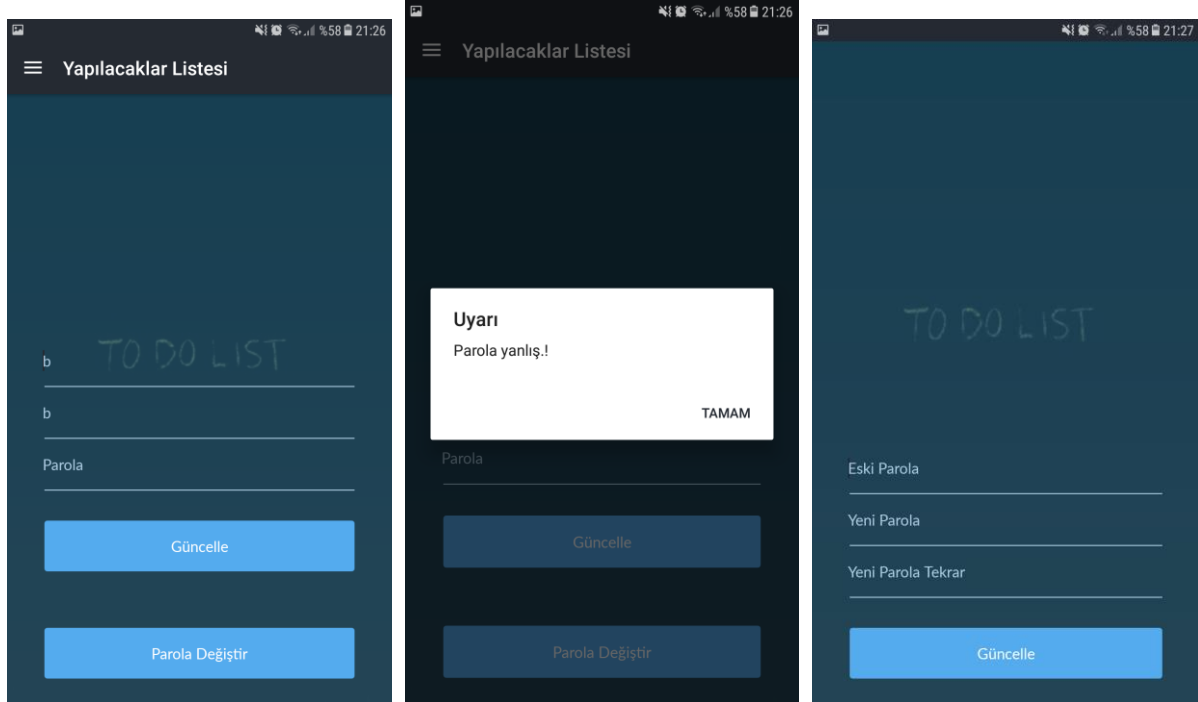 %58 21:26
Yapılacaklar Listesi
TO DO LIST
b
b
Parola
Güncelle
Parola Değiştir
%58 21:26
Yapılacaklar Listesi
Uyarı
Parola yanlış.!
TAMAM
Parola
Güncelle
Parola Değiştir
%58 21:27
TO DO LIST
Eski Parola
Yeni Parola
Yeni Parola Tekrar
Güncelle